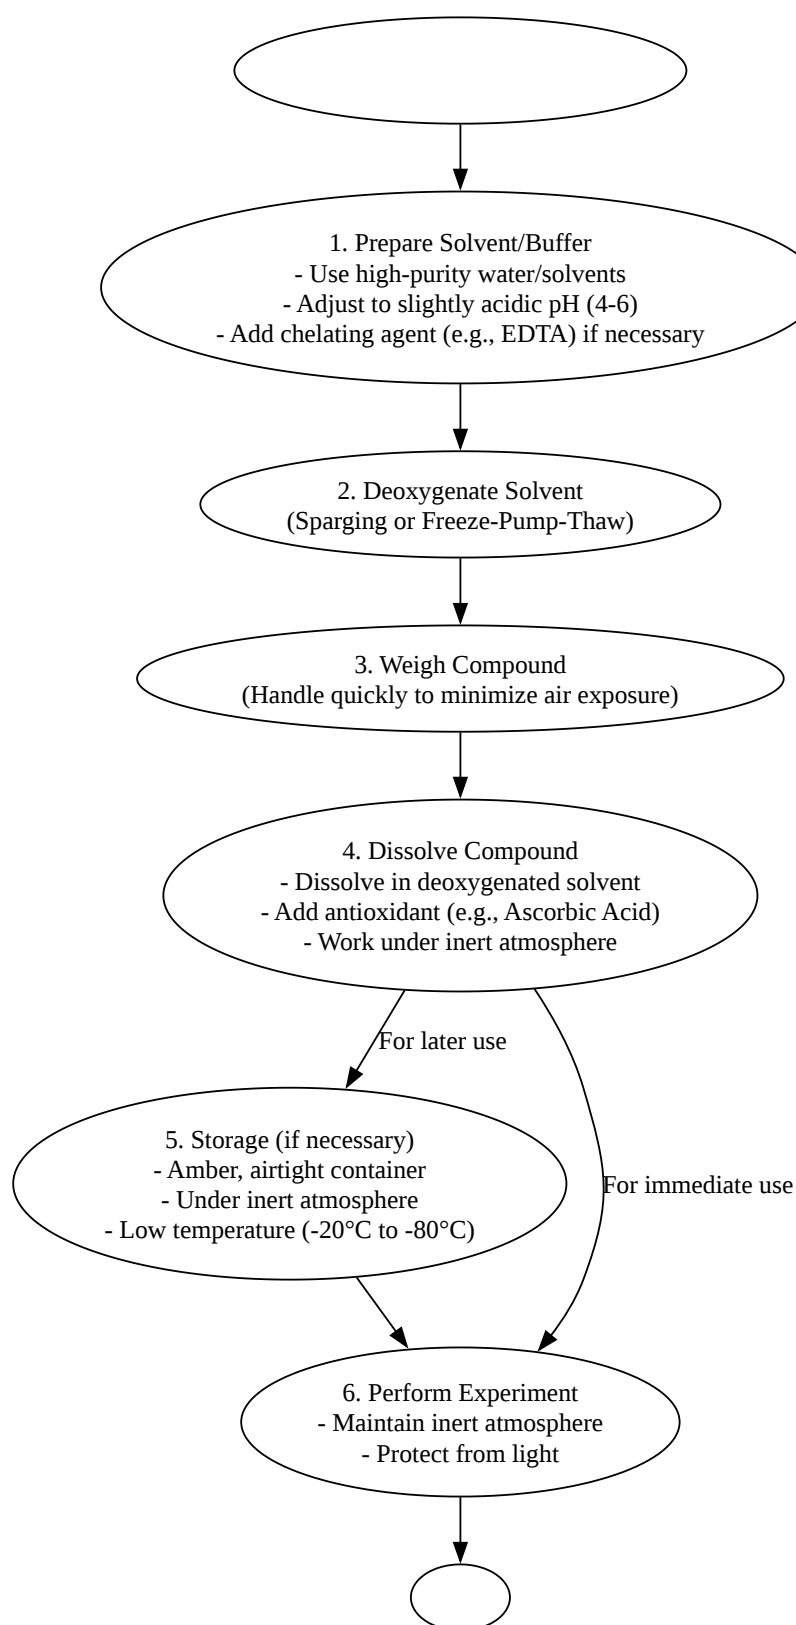 1. Prepare Solvent/Buffer
- Use high-purity water/solvents
- Adjust to slightly acidic pH (4-6)
- Add chelating agent (e.g., EDTA) if necessary
2. Deoxygenate Solvent
(Sparging or Freeze-Pump-Thaw)
3. Weigh Compound
(Handle quickly to minimize air exposure)
4. Dissolve Compound
- Dissolve in deoxygenated solvent
- Add antioxidant (e.g., Ascorbic Acid)
- Work under inert atmosphere
For later use
5. Storage (if necessary)
- Amber, airtight container
- Under inert atmosphere
- Low temperature (-20°C to -80°C)
For immediate use
6. Perform Experiment
- Maintain inert atmosphere
- Protect from light